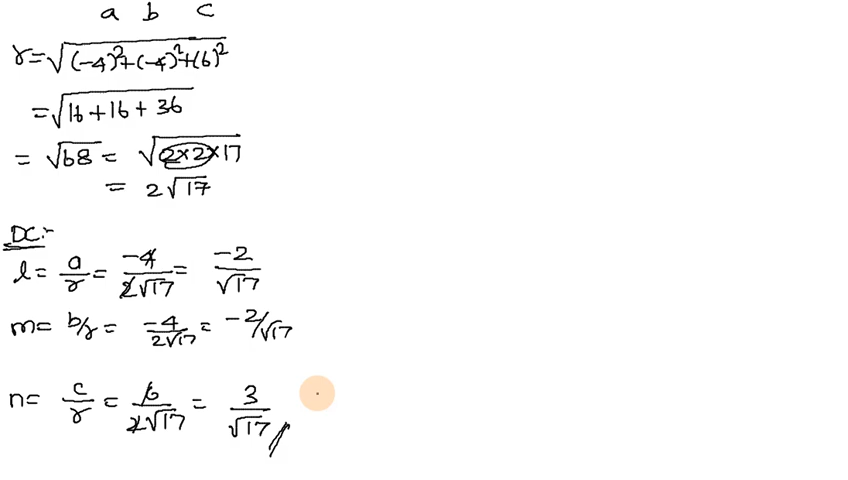 a b c
r=√(-4)²+(-4)²+(6)²
=√16+16+36
= √68 = √2×2×17
= 2√17
DC:-
l = a/r = -4/2√17 = -2/√17
m= b/r = -4/2√17 = -2/√17
n= c/r = 6/2√17 = 3/√17 //